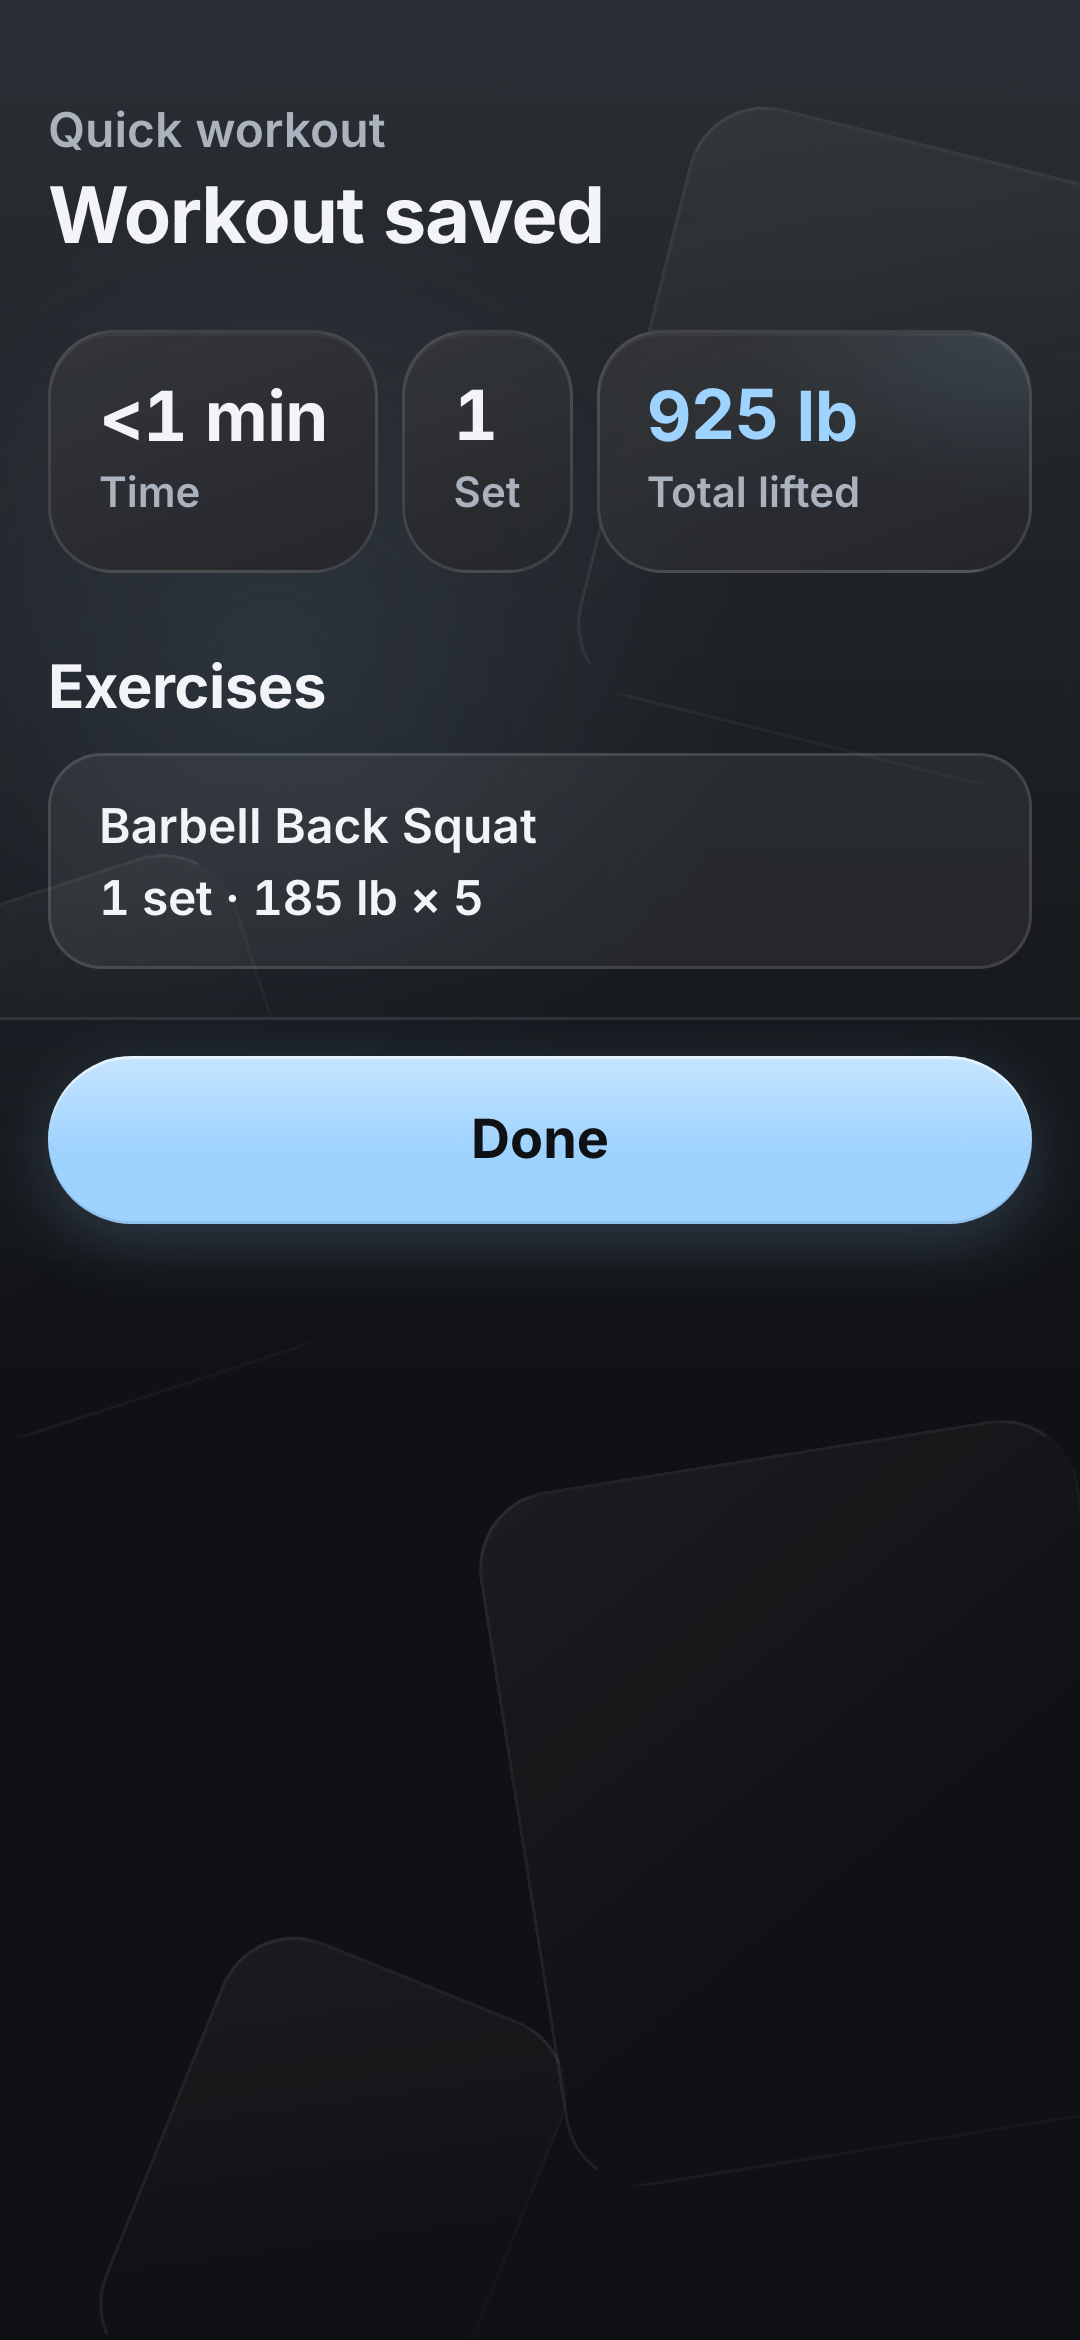 Quick workout
Workout saved
<1 min
Time
1
Set
925 lb
Total lifted
Exercises
Barbell Back Squat
1 set · 185 lb × 5
Done